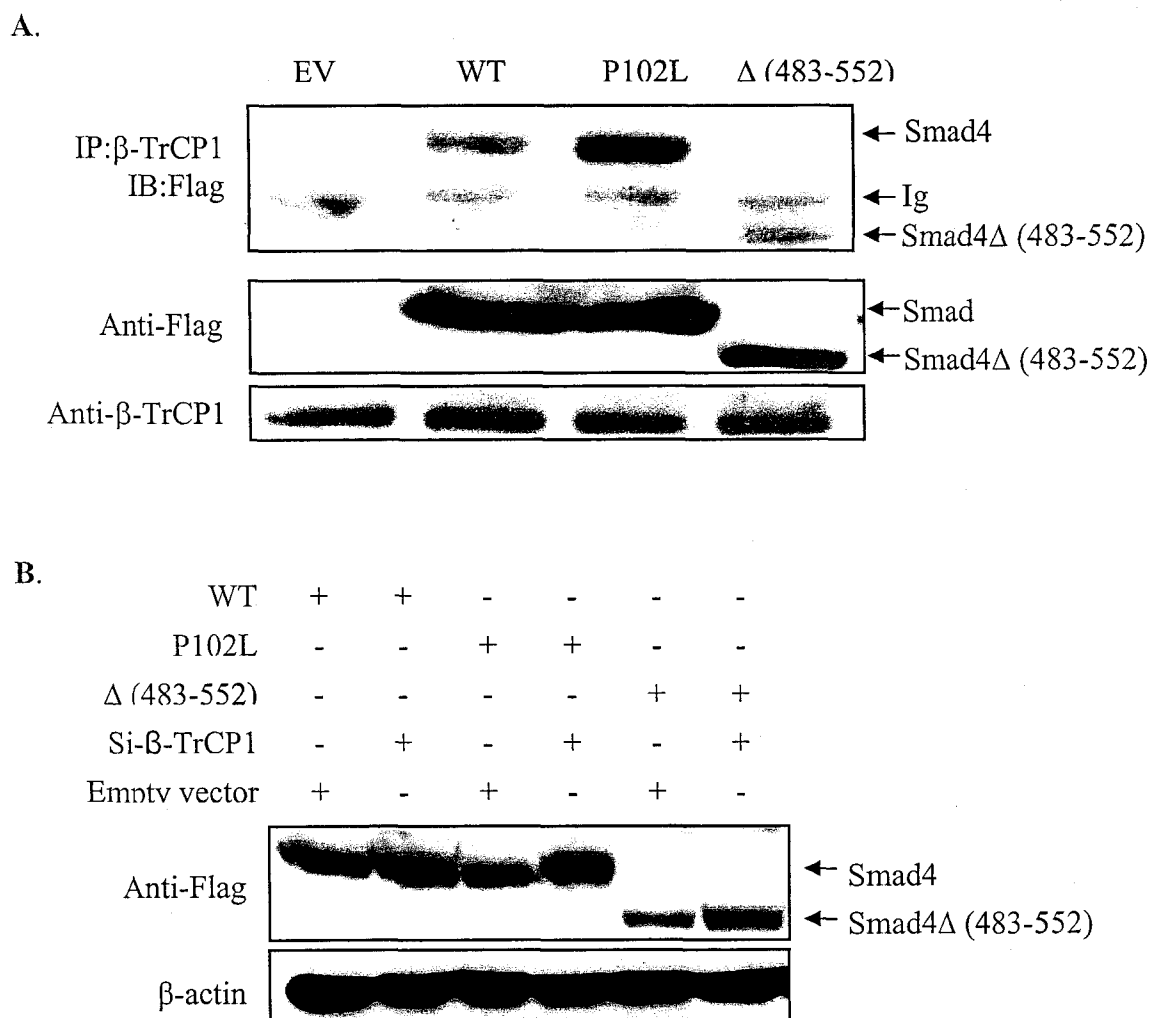 A.
EV WT P102L Δ (483-552)
IP:β-TrCP1
IB:Flag
Smad4
Ig
Smad4Δ (483-552)
Anti-Flag
Smad
Smad4Δ (483-552)
Anti-β-TrCP1
B.
WT + + - - - -
P102L - - + + - -
Δ (483-552) - - - - + +
Si-β-TrCP1 - + - + - +
Empty vector + - + - + -
Anti-Flag
Smad4
Smad4Δ (483-552)
β-actin